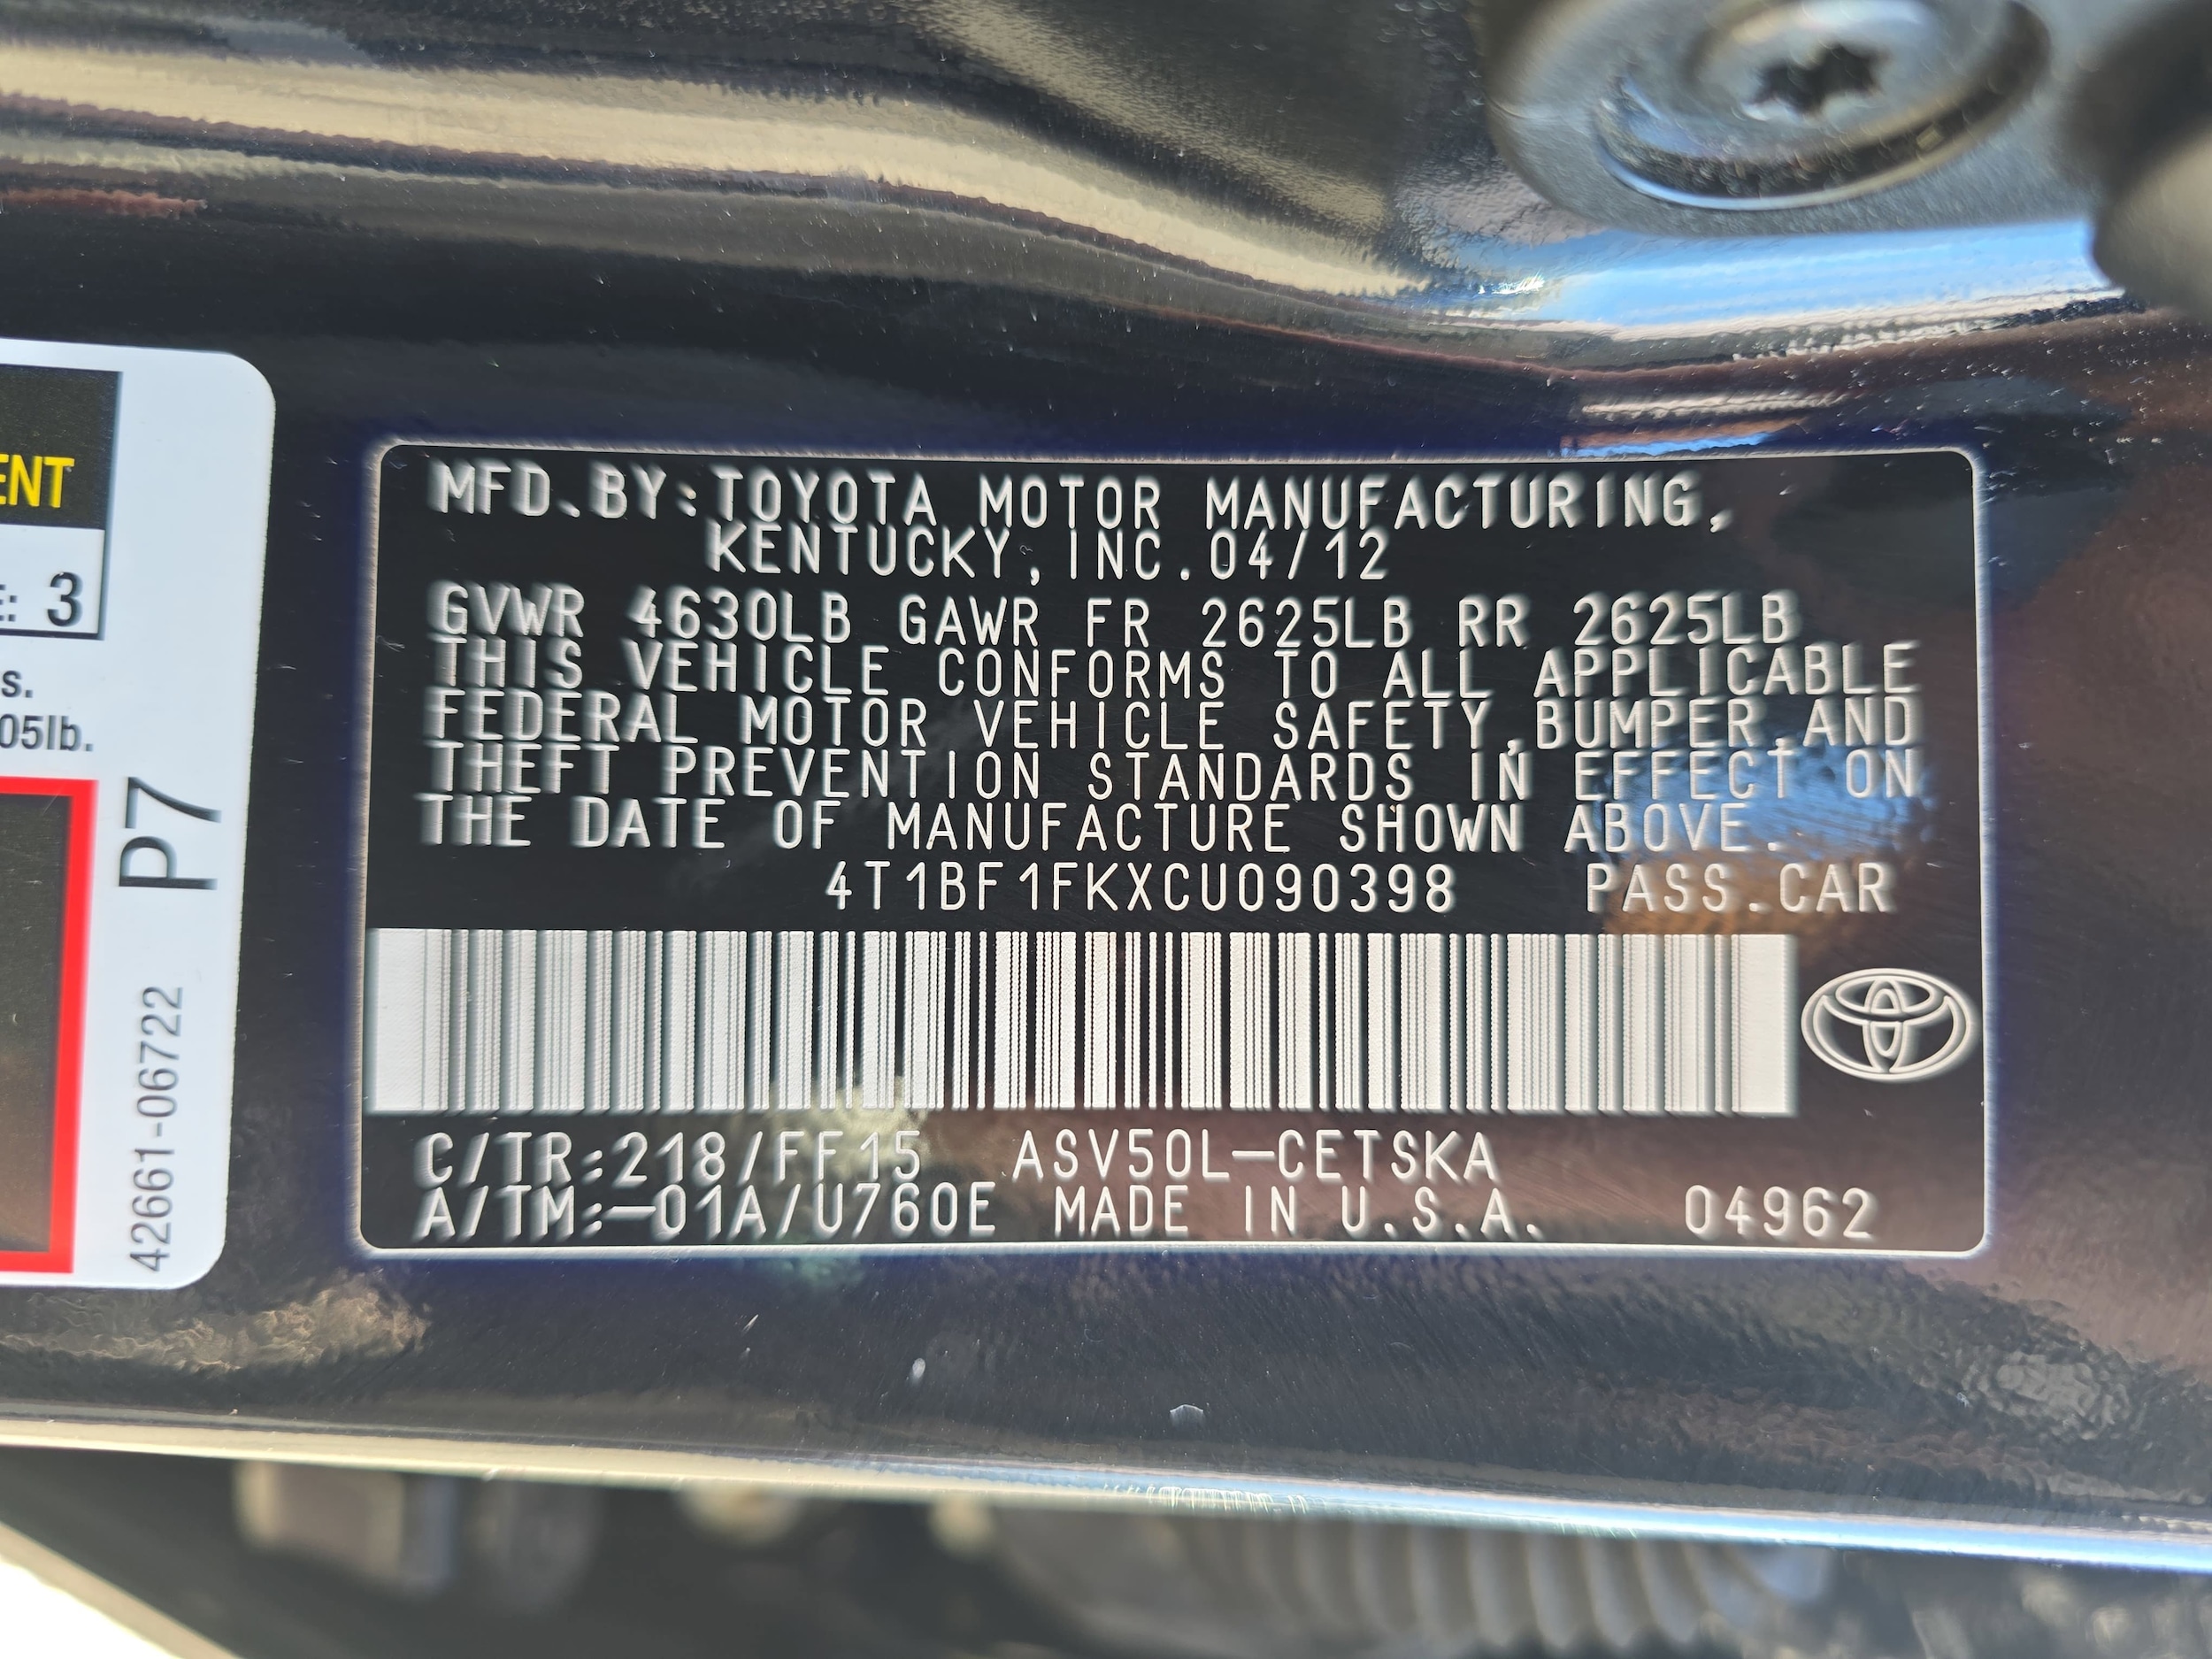 ENT
E: 3
s.
05lb.
P7
42661-06722
MFD.BY:TOYOTA MOTOR MANUFACTURING,
KENTUCKY,INC.04/12
GVWR 4630LB GAWR FR 2625LB RR 2625LB
THIS VEHICLE CONFORMS TO ALL APPLICABLE
FEDERAL MOTOR VEHICLE SAFETY,BUMPER,AND
THEFT PREVENTION STANDARDS IN EFFECT ON
THE DATE OF MANUFACTURE SHOWN ABOVE.
4T1BF1FKXCU090398 PASS.CAR
C/TR:218/FF15 ASV50L-CETSKA
A/TM:-01A/U760E MADE IN U.S.A. 04962